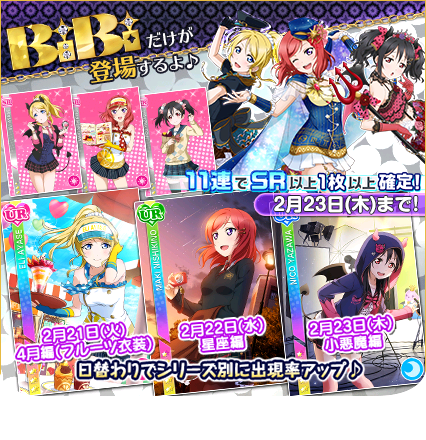 BiBiだけが
登場するよ♪
SR
SR
SR
11連でSR以上1枚以上確定!
2月23日(木)まで!
UR
UR
UR
ELI AYASE
MAKI NISHIKINO
NICO YAZAWA
2月21日(火)
4月編(フルーツ衣装)
2月22日(水)
星座編
2月23日(木)
小悪魔編
日替わりでシリーズ別に出現率アップ♪